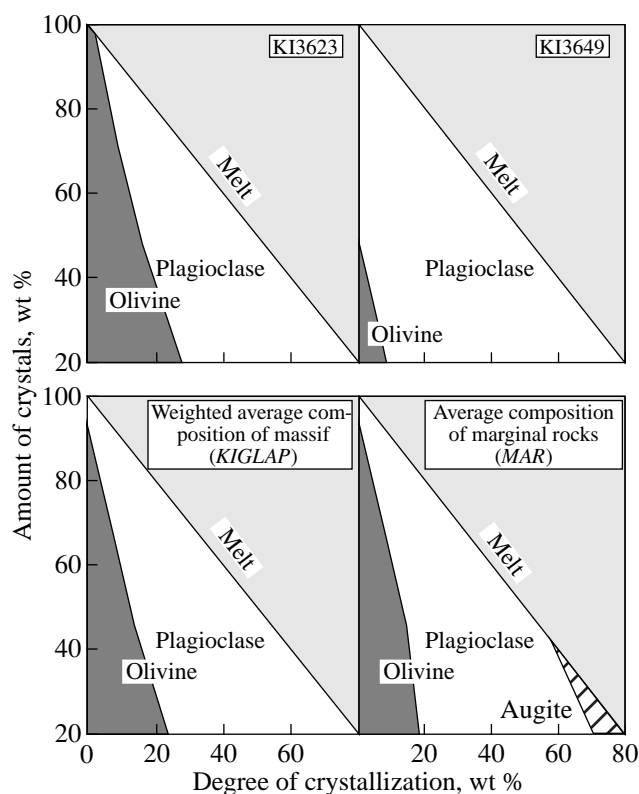 100
KI3623
KI3649
80
60
40
20
Melt
Melt
Plagioclase
Plagioclase
Olivine
Olivine
Amount of crystals, wt %
100
Weighted average com-
position of massif
(KIGLAP)
Average composition
of marginal rocks
(MAR)
80
60
40
20
Melt
Melt
Plagioclase
Plagioclase
Olivine
Olivine
Augite
0 20 40 60 20 40 60 80
Degree of crystallization, wt %